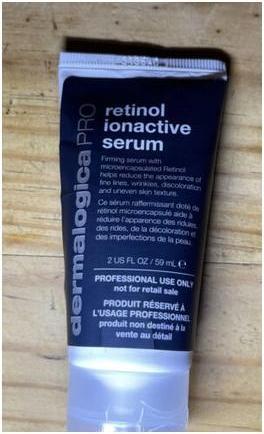 dermalogica PRO
retinol
ionactive
serum
Firming serum with
microencapsulated Retinol
helps reduce the appearance of
fine lines, wrinkles, discoloration
and uneven skin texture.
Ce sérum raffermissant doté de
rétinol microencapsulé aide à
réduire l'apparence des ridules,
des rides, de la décoloration et
des imperfections de la peau.
2 US FL OZ / 59 mL ℮
PROFESSIONAL USE ONLY
not for retail sale
PRODUIT RÉSERVÉ À
L'USAGE PROFESSIONNEL
produit non destiné à la
vente au détail